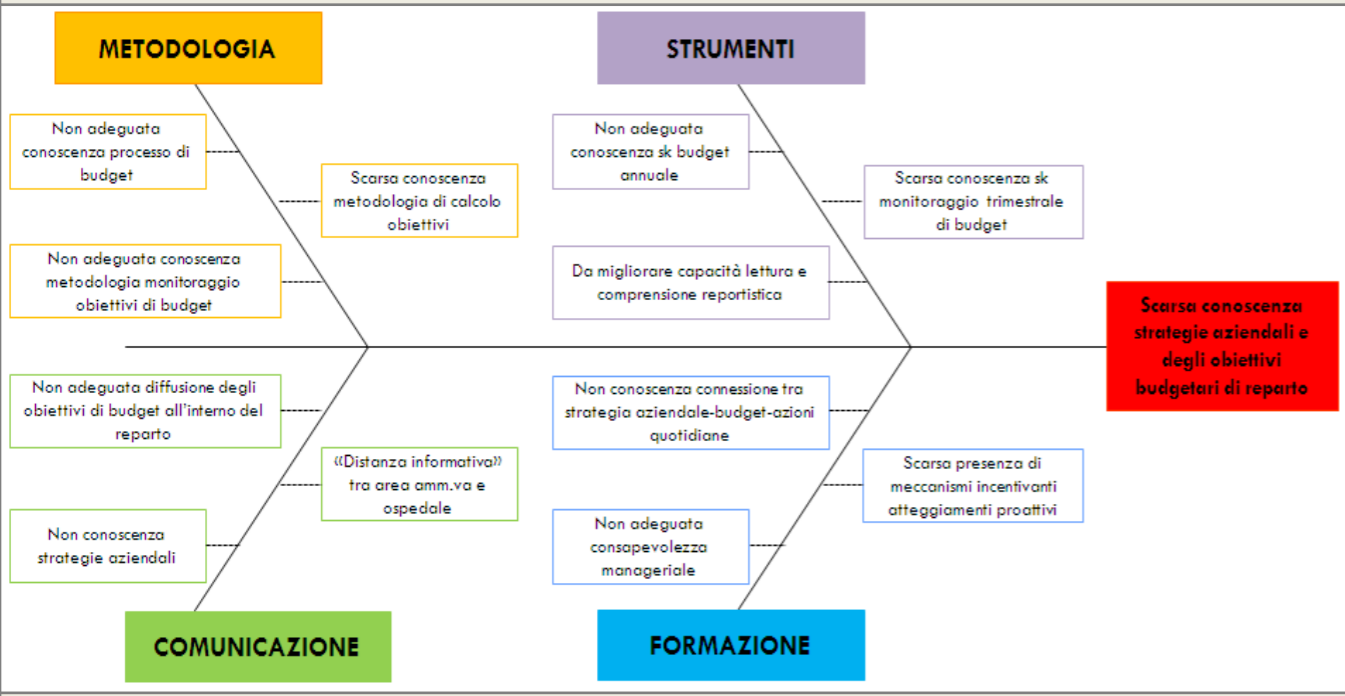 METODOLOGIA
STRUMENTI
Non adeguata
conoscenza processo di
budget
Scarsa conoscenza
metodologia di calcolo
obiettivi
Non adeguata conoscenza
metodologia monitoraggio
obiettivi di budget
Non adeguata
conoscenza sk budget
annuale
Scarsa conoscenza sk
monitoraggio trimestrale
di budget
Da migliorare capacità lettura e
comprensione reportistica
Scarsa conoscenza
strategie aziendali e
degli obiettivi
budgetari di reparto
Non adeguata diffusione degli
obiettivi di budget all'interno del
reparto
«Distanza informativa»
tra area amm.va e
ospedale
Non conoscenza
strategie aziendali
Non conoscenza connessione tra
strategia aziendale-budget-azioni
quotidiane
Scarsa presenza di
meccanismi incentivanti
atteggiamenti proattivi
Non adeguata
consapevolezza
manageriale
COMUNICAZIONE
FORMAZIONE